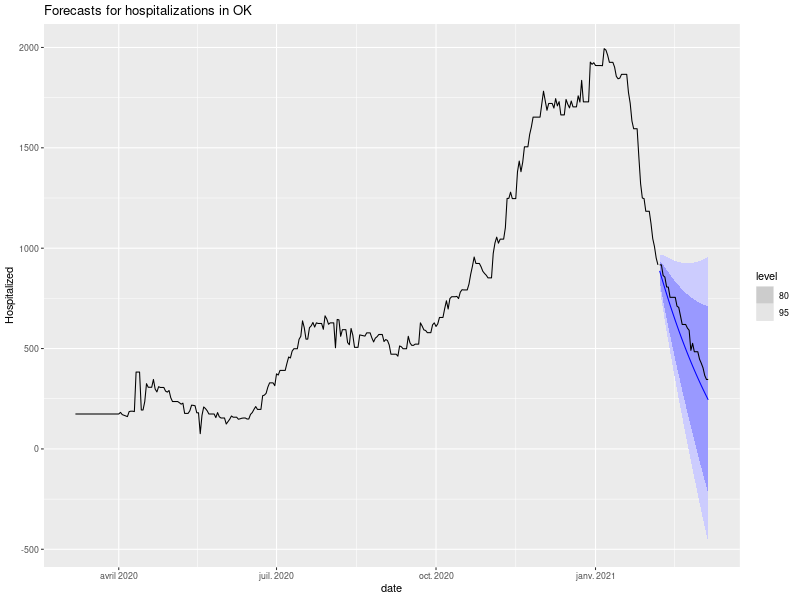 Forecasts for hospitalizations in OK
2000
1500
1000
500
0
-500
Hospitalized
avril 2020
juil. 2020
oct. 2020
janv. 2021
date
level
80
95